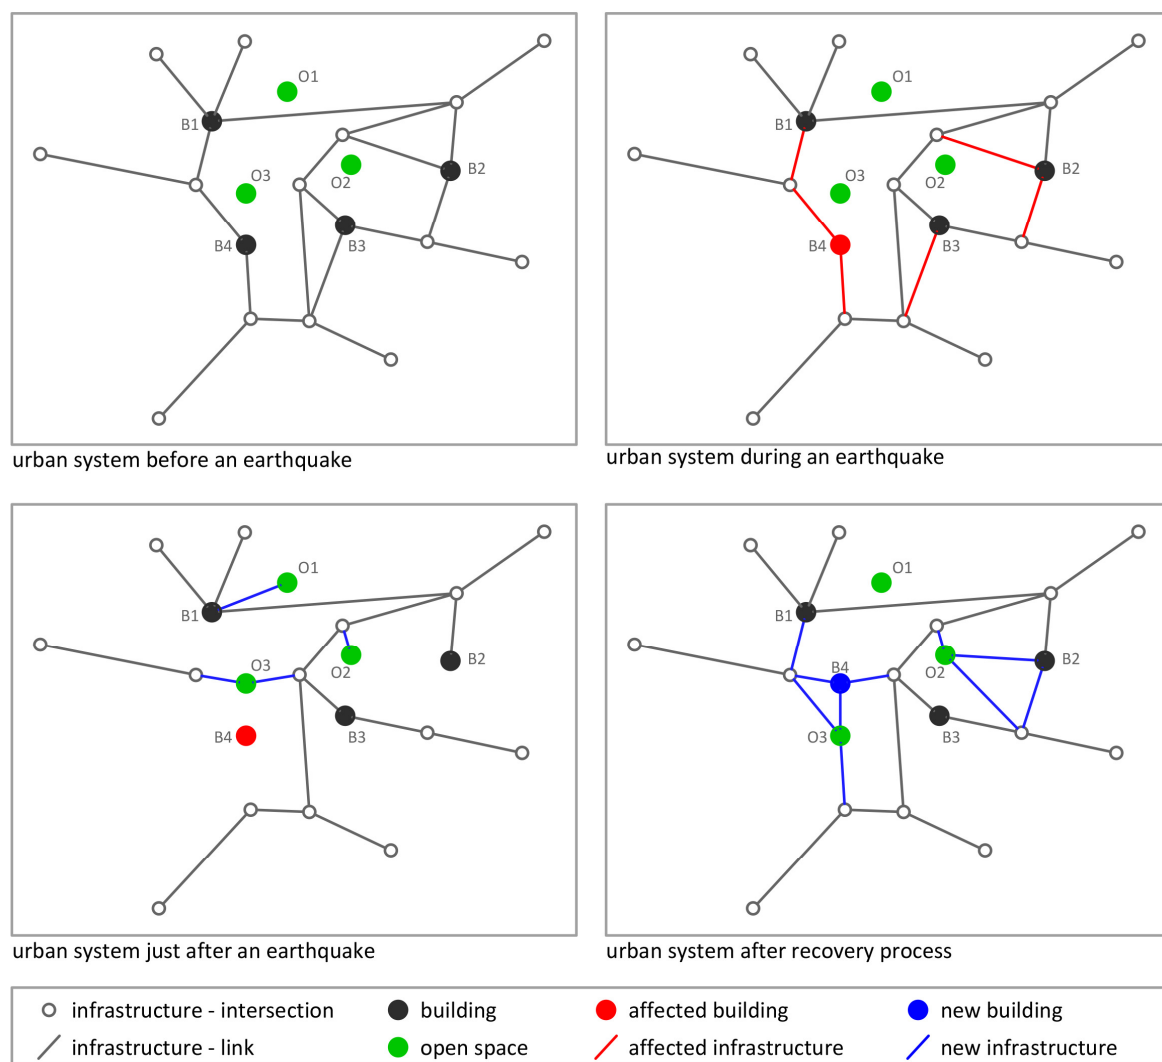 O1
B1
B2
O3
O2
B4
B3
urban system before an earthquake
O1
B1
B2
O3
O2
B4
B3
urban system during an earthquake
O1
B1
O3
O2
B2
B4
B3
urban system just after an earthquake
O1
B1
B4
O2
B2
O3
B3
urban system after recovery process
infrastructure - intersection
building
affected building
new building
infrastructure - link
open space
affected infrastructure
new infrastructure